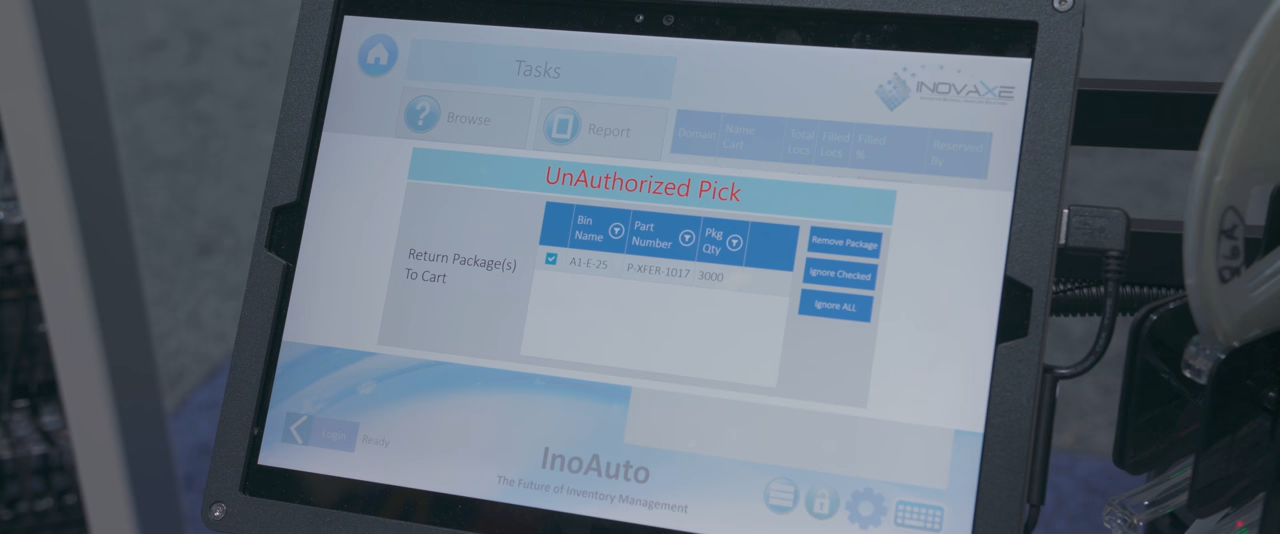 Tasks
INOVAXE
Browse
Report
Domain
Name
Cart
Total
Locs
Filled
Locs
Filled
%
Reserved
By
UnAuthorized Pick
Return Package(s)
To Cart
Bin
Name
Part
Number
Pkg
Qty
A1-E-25 P-XFER-1017 3000
Remove Package
Ignore Checked
Ignore ALL
Login
Ready
InoAuto
The Future of Inventory Management